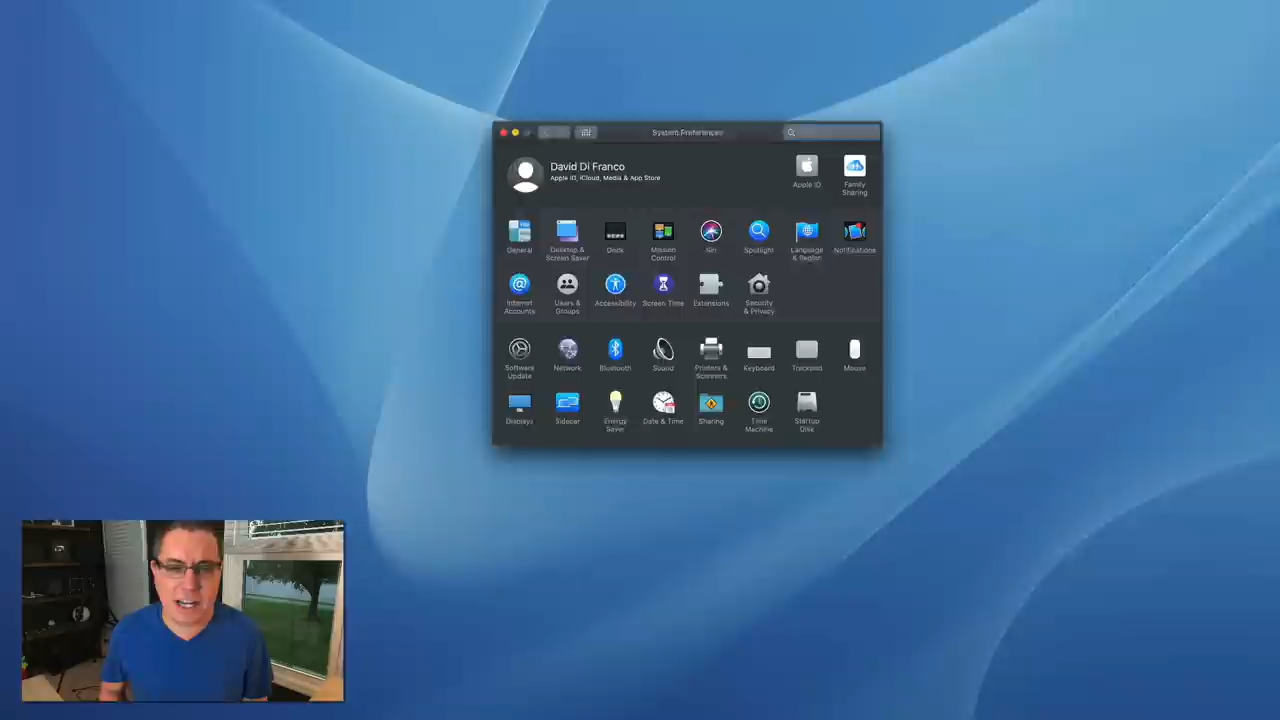 System Preferences
David Di Franco
Apple ID, iCloud, Media & App Store
Apple ID
Family
Sharing
General
Desktop &
Screen Saver
Dock
Mission
Control
Siri
Spotlight
Language
& Region
Notifications
Internet
Accounts
Users &
Groups
Accessibility
Screen Time
Extensions
Security
& Privacy
Software
Update
Network
Bluetooth
Sound
Printers &
Scanners
Keyboard
Trackpad
Mouse
Displays
Sidecar
Energy
Saver
Date & Time
Sharing
Time
Machine
Startup
Disk